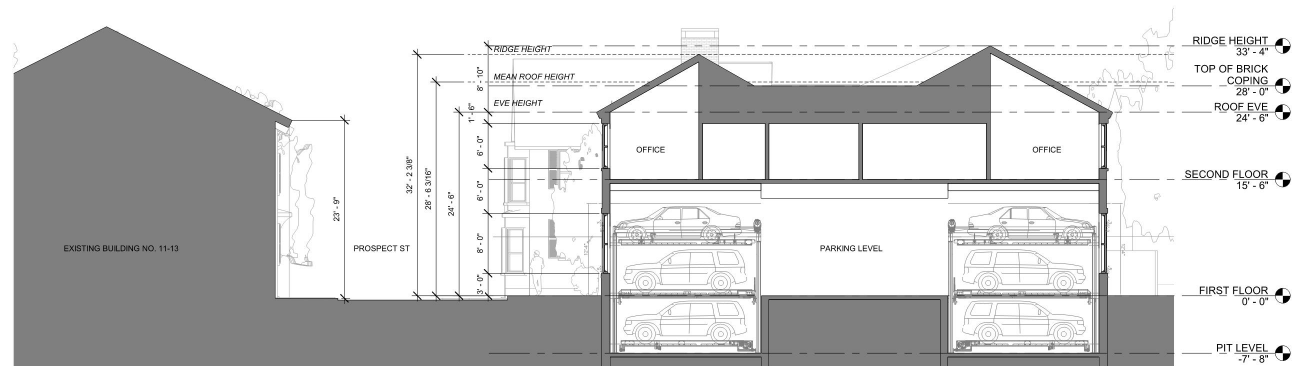 RIDGE HEIGHT
MEAN ROOF HEIGHT
EVE HEIGHT
32' - 2 3/8"
28' - 6 3/16"
24' - 6"
8' - 10"
1' - 6"
6' - 0"
6' - 0"
8' - 0"
3' - 0"
23' - 9"
EXISTING BUILDING NO. 11-13
PROSPECT ST
OFFICE
OFFICE
PARKING LEVEL
RIDGE HEIGHT
33' - 4"
TOP OF BRICK
COPING
28' - 0"
ROOF EVE
24' - 6"
SECOND FLOOR
15' - 6"
FIRST FLOOR
0' - 0"
PIT LEVEL
-7' - 8"